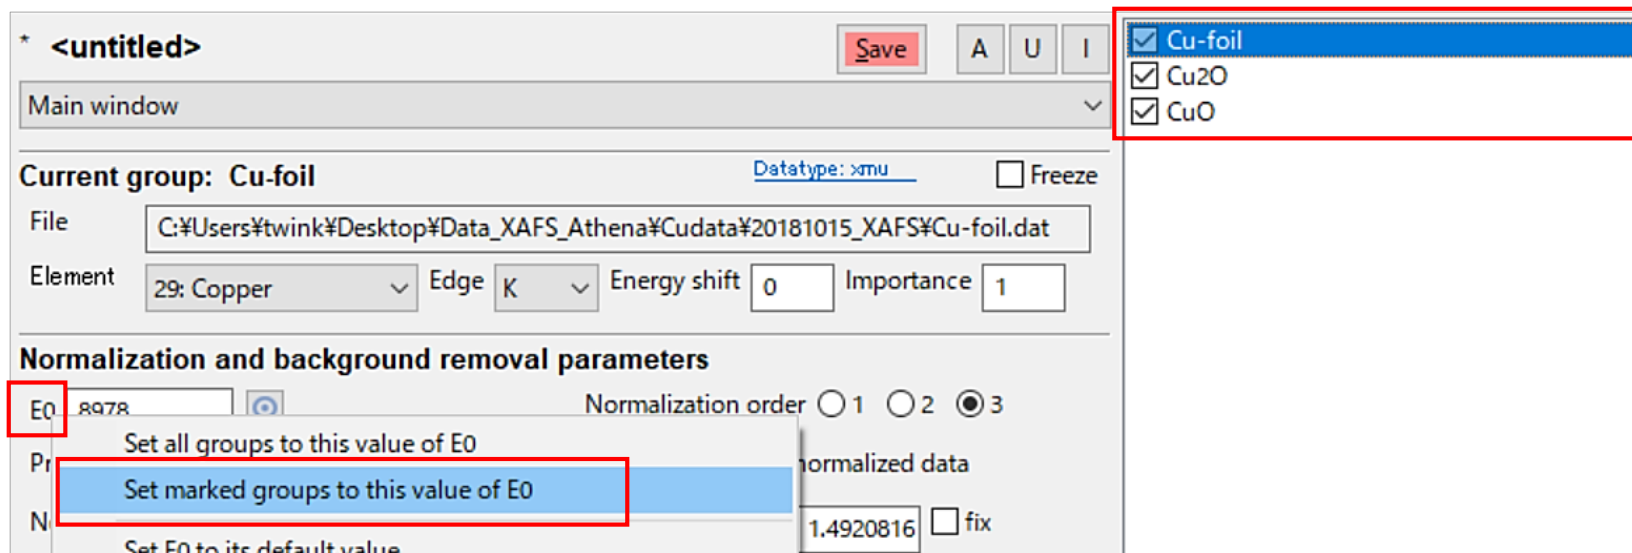 * <untitled>
Save
A
U
I
Main window
Current group: Cu-foil
Datatype: xmu
Freeze
File
C:¥Users¥twink¥Desktop¥Data_XAFS_Athena¥Cudata¥20181015_XAFS¥Cu-foil.dat
Element
29: Copper
Edge
K
Energy shift
0
Importance
1
Normalization and background removal parameters
E0
8978
Normalization order
1
2
3
Set all groups to this value of E0
Set marked groups to this value of E0
normalized data
1.4920816
fix
Set E0 to its default value
Cu-foil
Cu2O
CuO